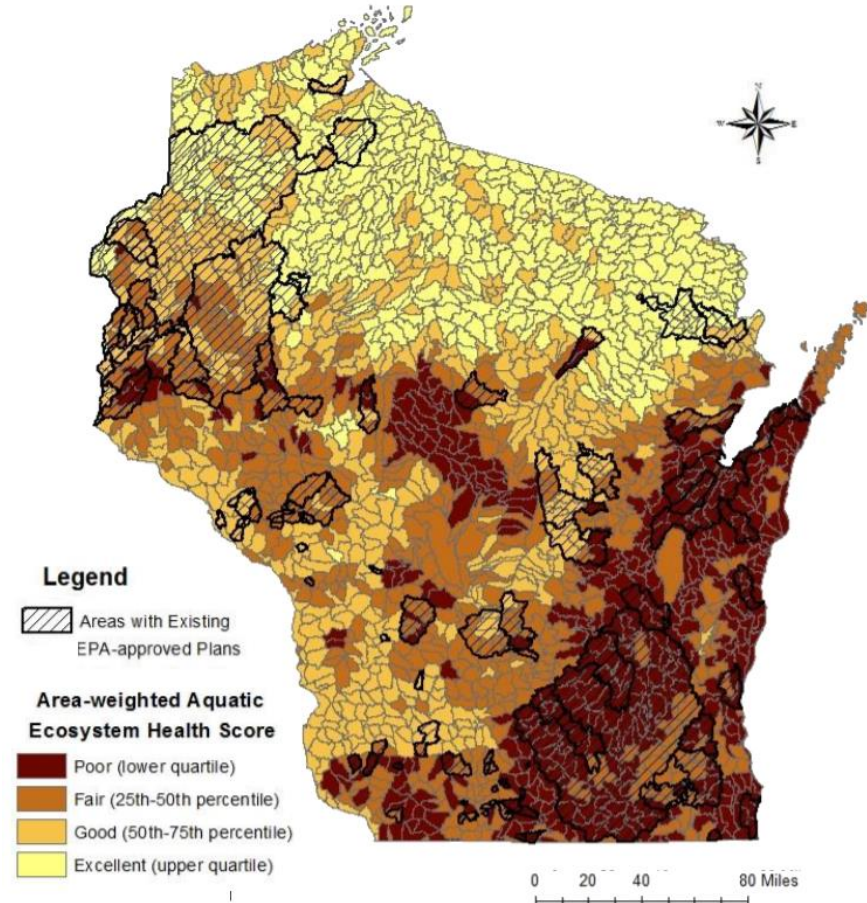 N
W E
S
Legend
Areas with Existing
EPA-approved Plans
Area-weighted Aquatic
Ecosystem Health Score
Poor (lower quartile)
Fair (25th-50th percentile)
Good (50th-75th percentile)
Excellent (upper quartile)
0 20 40 80 Miles